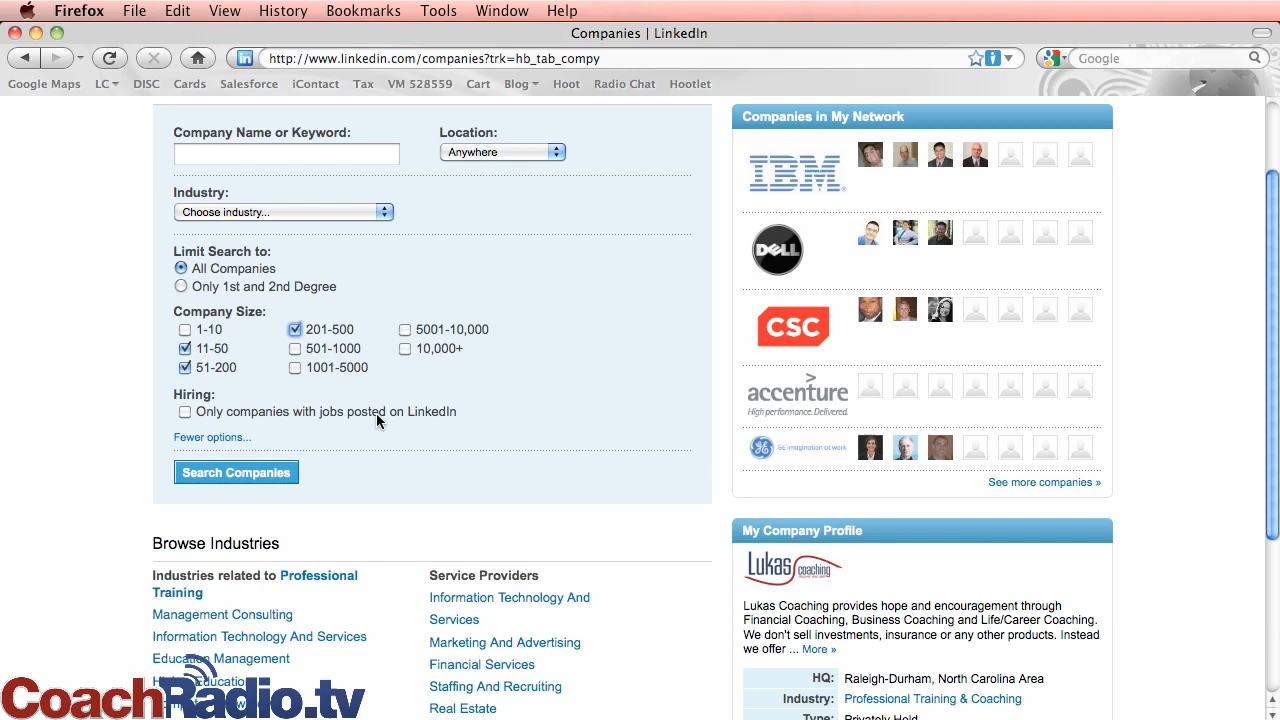 Firefox File Edit View History Bookmarks Tools Window Help
Companies | LinkedIn
http://www.linkedin.com/companies?trk=hb_tab_compy
Google
Google Maps LC DISC Cards Salesforce iContact Tax VM 528559 Cart Blog Hoot Radio Chat Hootlet
Company Name or Keyword:
Location:
Anywhere
Industry:
Choose industry...
Limit Search to:
All Companies
Only 1st and 2nd Degree
Company Size:
1-10 201-500 5001-10,000
11-50 501-1000 10,000+
51-200 1001-5000
Hiring:
Only companies with jobs posted on LinkedIn
Fewer options...
Search Companies
Browse Industries
Industries related to Professional
Training
Management Consulting
Information Technology And Services
Education Management
Service Providers
Information Technology And
Services
Marketing And Advertising
Financial Services
Staffing And Recruiting
Real Estate
CoachRadio.tv
Companies in My Network
IBM
DELL
CSC
accenture
High performance. Delivered.
GE imagination at work
See more companies »
My Company Profile
Lukas coaching
Lukas Coaching provides hope and encouragement through
Financial Coaching, Business Coaching and Life/Career Coaching.
We don't sell investments, insurance or any other products. Instead
we offer ... More »
HQ: Raleigh-Durham, North Carolina Area
Industry: Professional Training & Coaching
Type: Privately Held